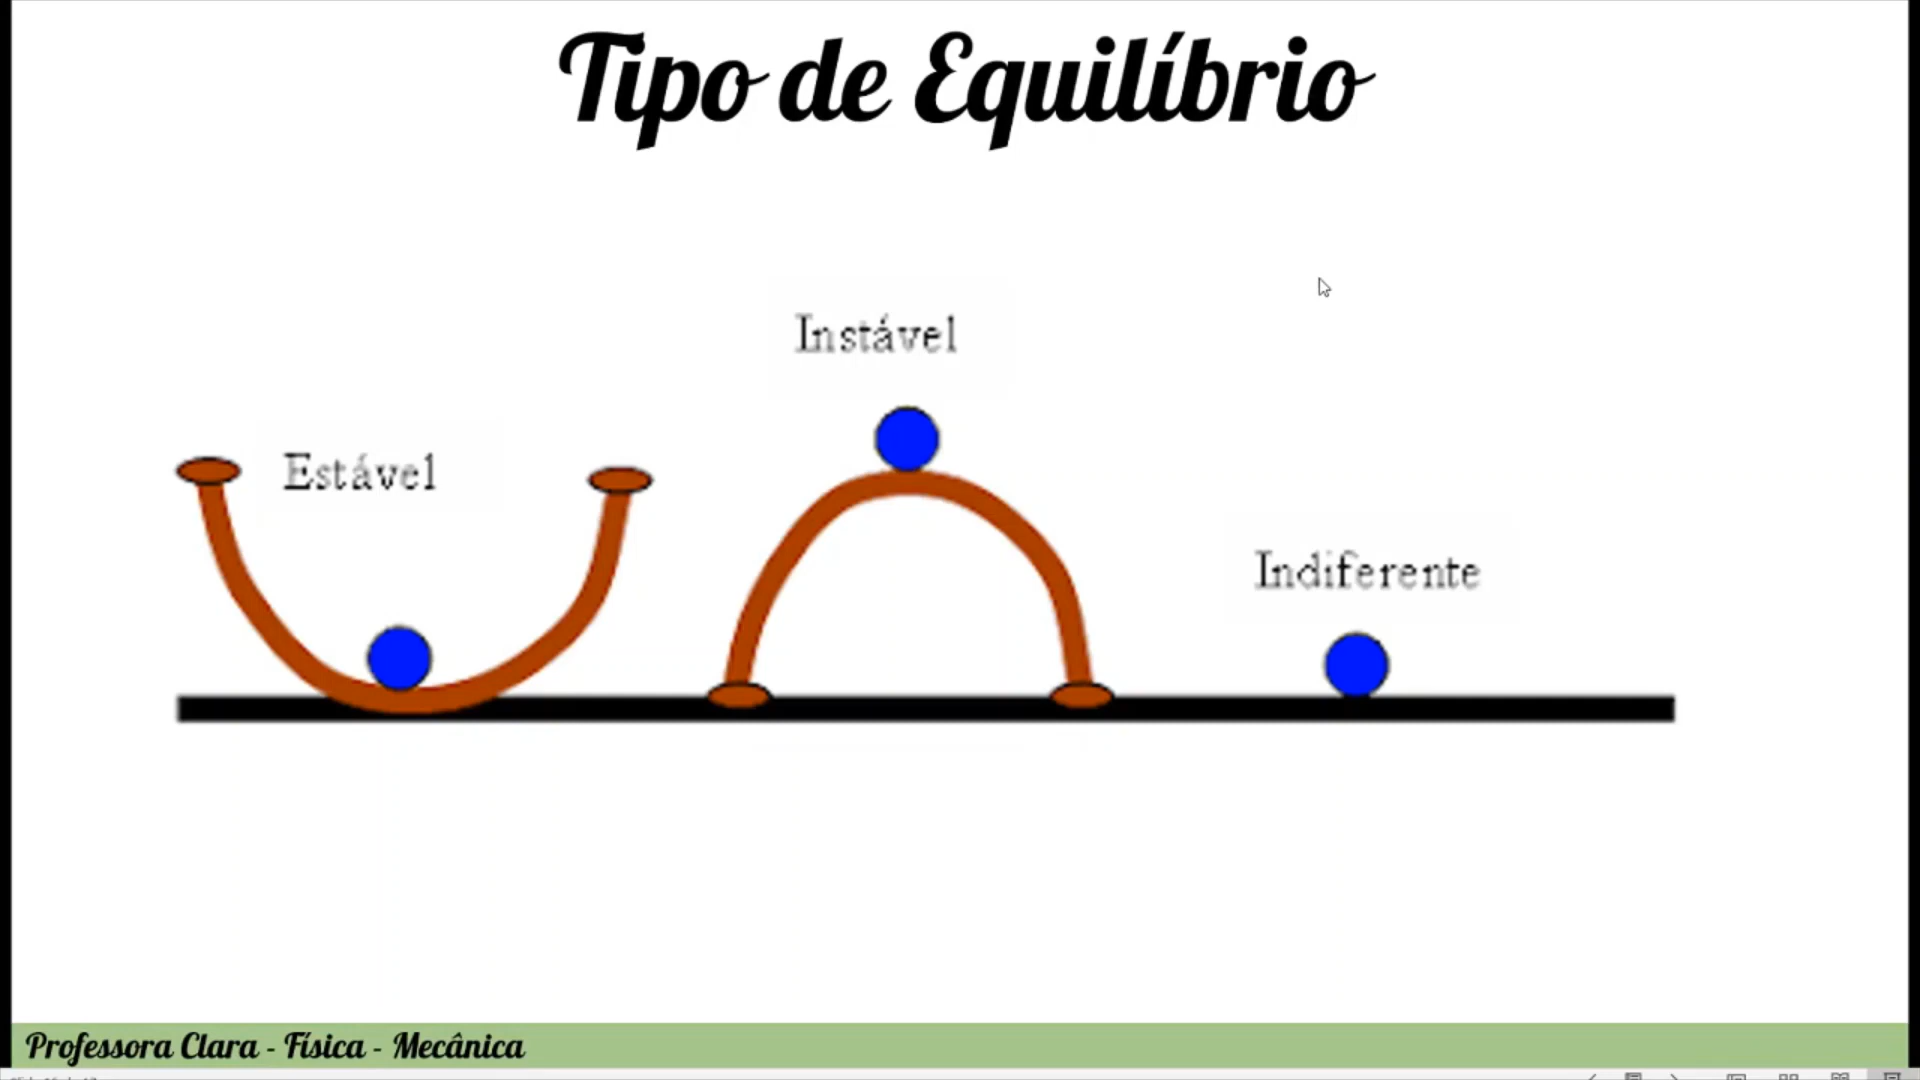 Tipo de Equilíbrio
Instável
Estável
Indiferente
Professora Clara - Física - Mecânica